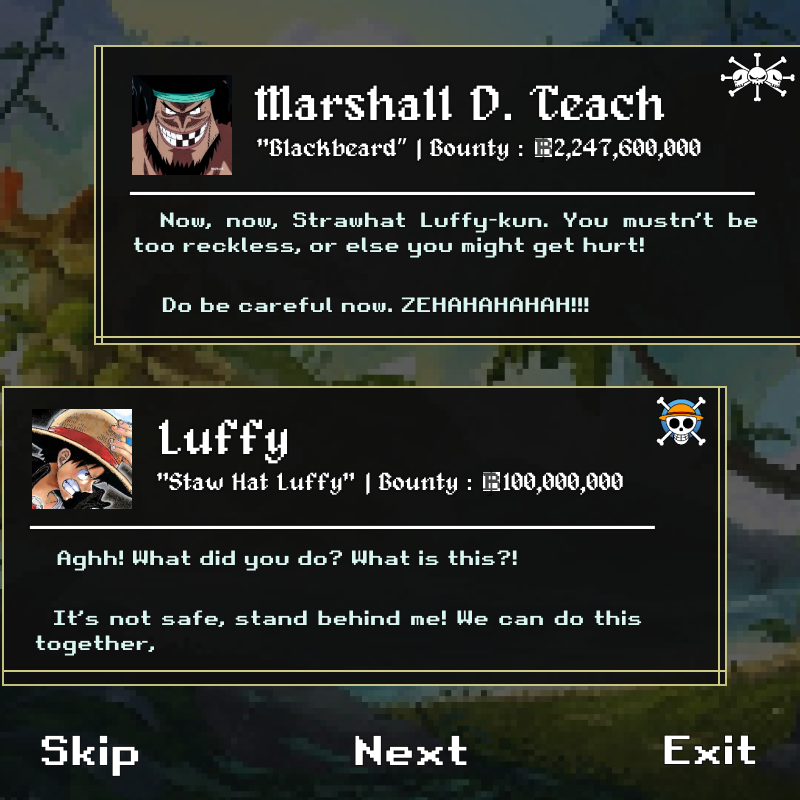 Marshall D. Teach
"Blackbeard" | Bounty : 2,247,600,000
Now, now, Strawhat Luffy-kun. You mustn't be
too reckless, or else you might get hurt!
Do be careful now. ZEHAHAHAHAH!!!
Luffy
"Staw Hat Luffy" | Bounty : 100,000,000
Aghh! What did you do? What is this?!
It's not safe, stand behind me! We can do this
together,
Skip Next Exit